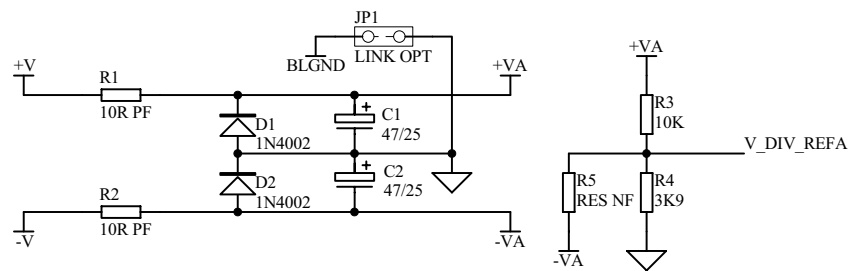 JP1
LINK OPT
BLGND
+V
R1
10R PF
+VA
D1
1N4002
C1
47/25
D2
1N4002
C2
47/25
R2
10R PF
-V
-VA
+VA
R3
10K
V_DIV_REFA
R5
RES NF
R4
3K9
-VA